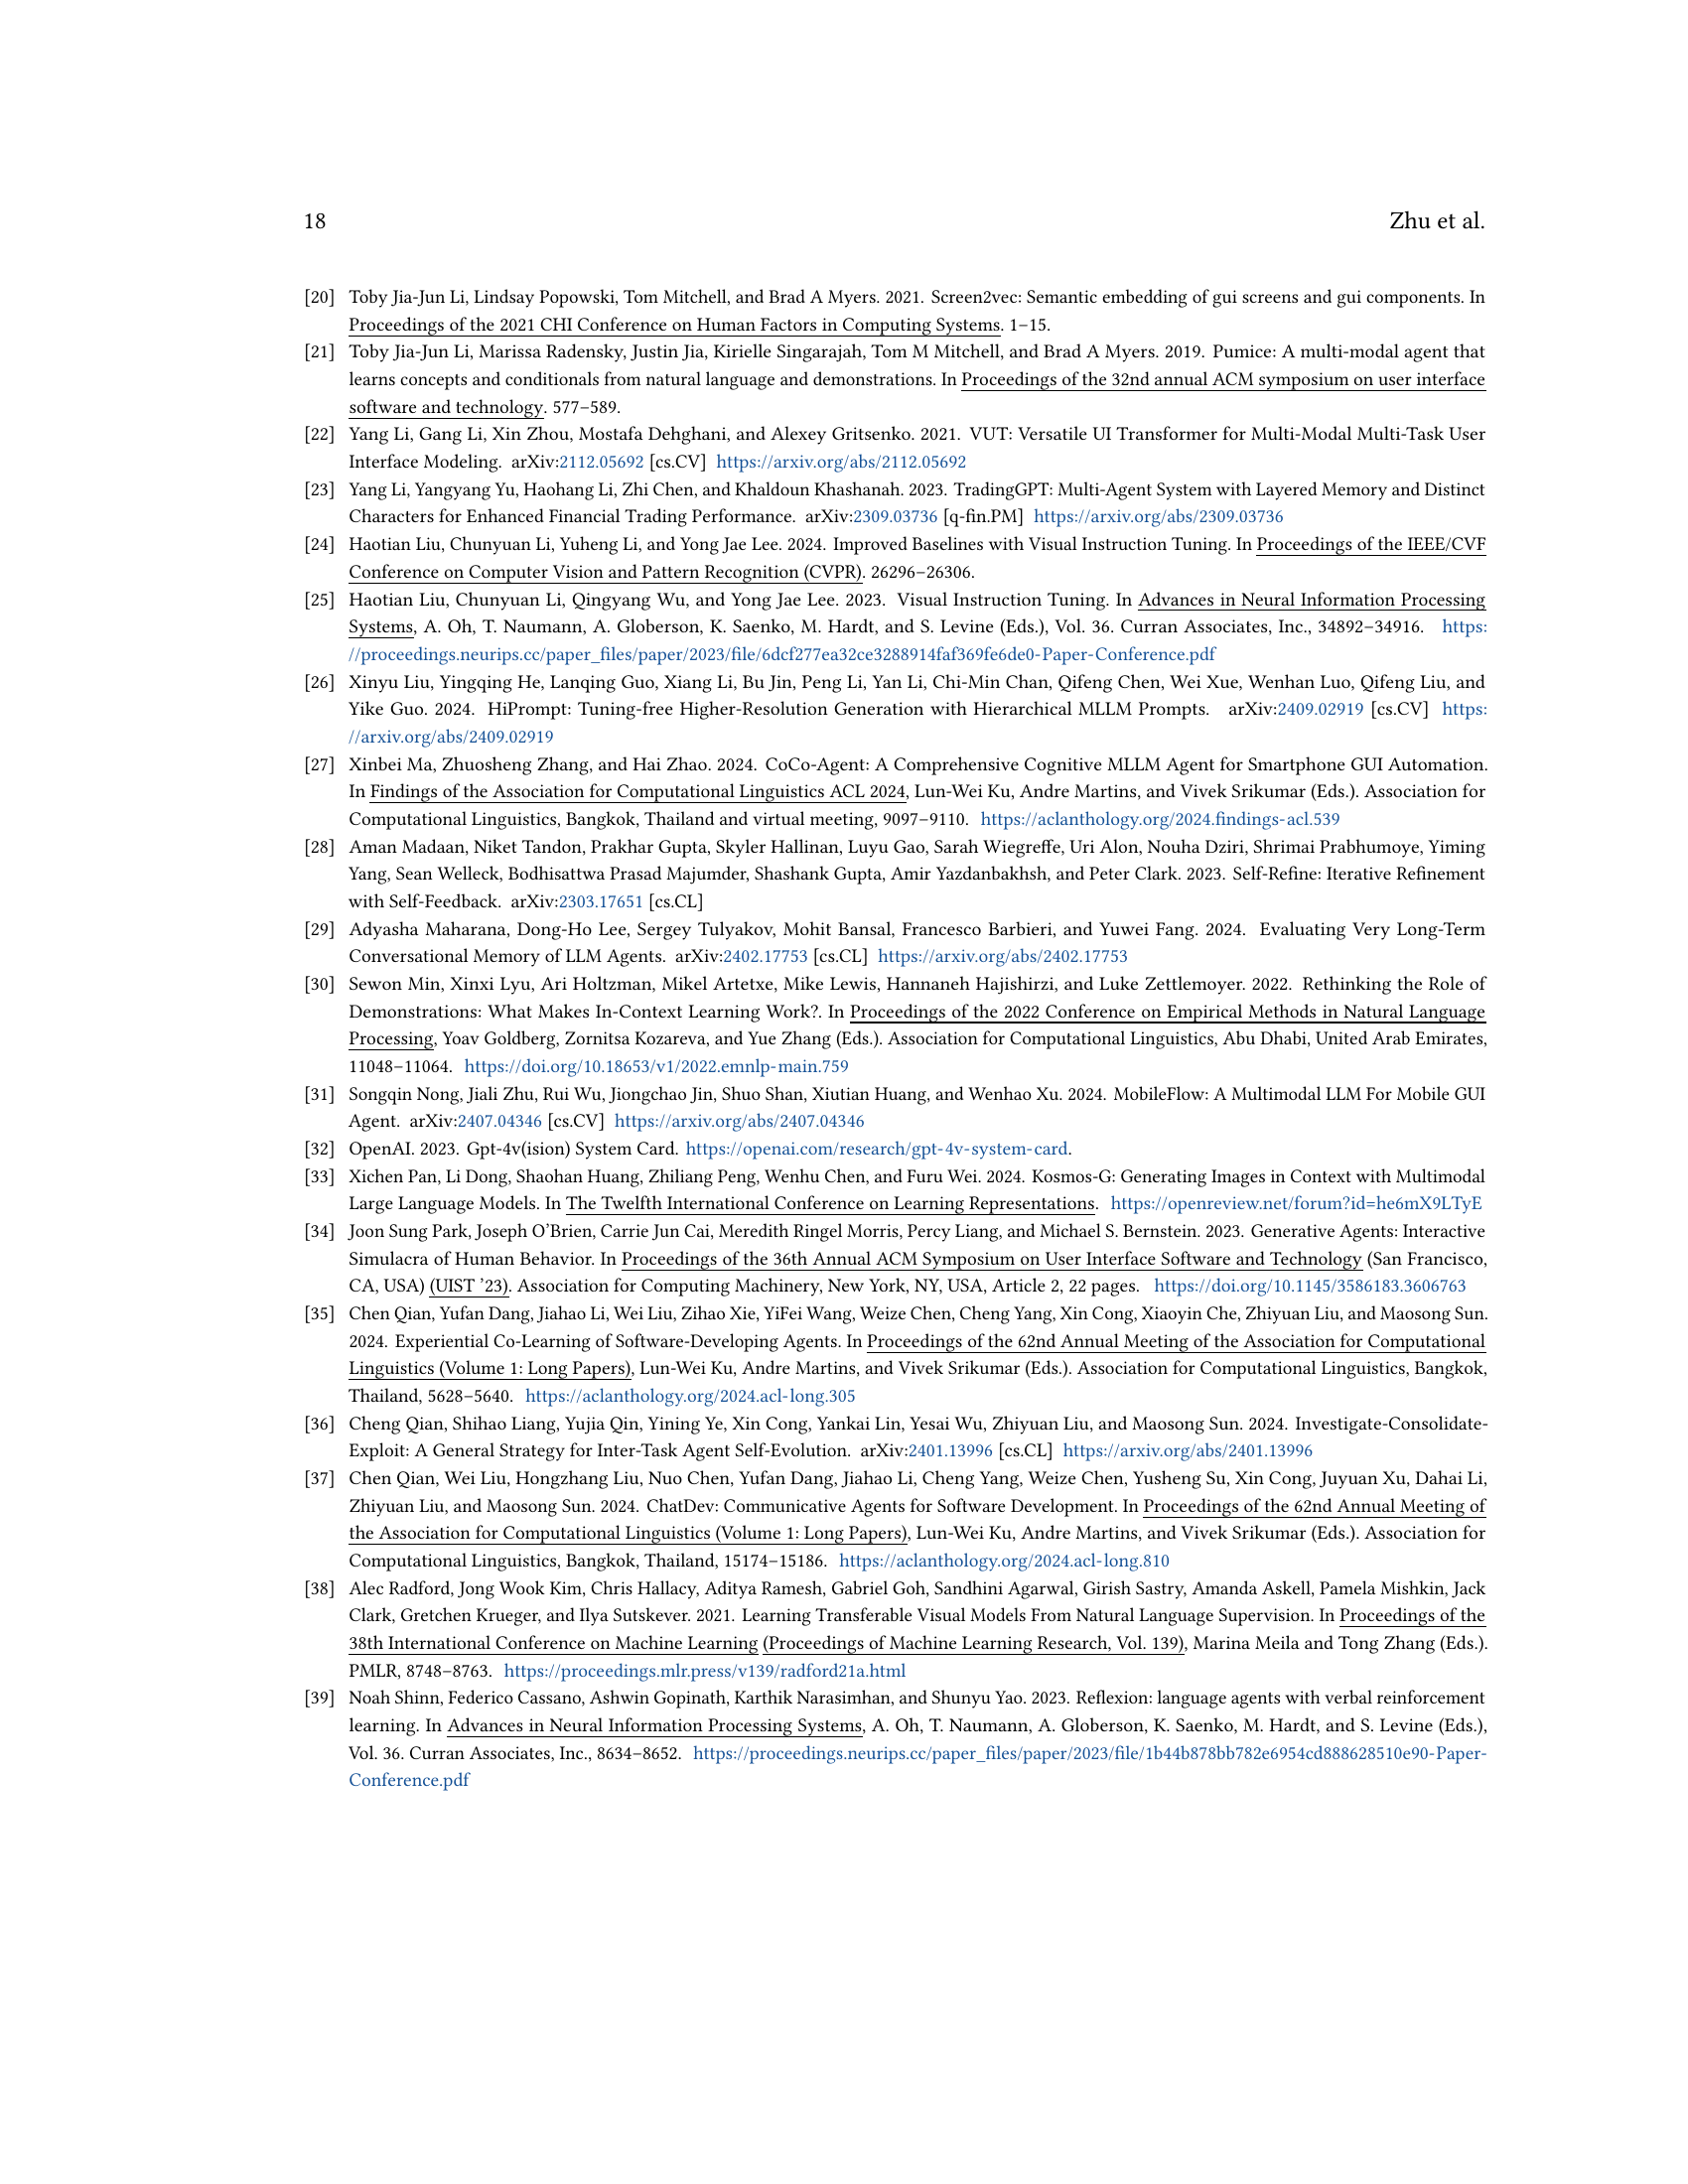 18 Zhu et al.
[20] Toby Jia-Jun Li, Lindsay Popowski, Tom Mitchell, and Brad A Myers. 2021. Screen2vec: Semantic embedding of gui screens and gui components. In
Proceedings of the 2021 CHI Conference on Human Factors in Computing Systems. 1–15.
[21] Toby Jia-Jun Li, Marissa Radensky, Justin Jia, Kirielle Singarajah, Tom M Mitchell, and Brad A Myers. 2019. Pumice: A multi-modal agent that
learns concepts and conditionals from natural language and demonstrations. In Proceedings of the 32nd annual ACM symposium on user interface
software and technology. 577–589.
[22] Yang Li, Gang Li, Xin Zhou, Mostafa Dehghani, and Alexey Gritsenko. 2021. VUT: Versatile UI Transformer for Multi-Modal Multi-Task User
Interface Modeling. arXiv:2112.05692 [cs.CV] https://arxiv.org/abs/2112.05692
[23] Yang Li, Yangyang Yu, Haohang Li, Zhi Chen, and Khaldoun Khashanah. 2023. TradingGPT: Multi-Agent System with Layered Memory and Distinct
Characters for Enhanced Financial Trading Performance. arXiv:2309.03736 [q-fin.PM] https://arxiv.org/abs/2309.03736
[24] Haotian Liu, Chunyuan Li, Yuheng Li, and Yong Jae Lee. 2024. Improved Baselines with Visual Instruction Tuning. In Proceedings of the IEEE/CVF
Conference on Computer Vision and Pattern Recognition (CVPR). 26296–26306.
[25] Haotian Liu, Chunyuan Li, Qingyang Wu, and Yong Jae Lee. 2023. Visual Instruction Tuning. In Advances in Neural Information Processing
Systems, A. Oh, T. Naumann, A. Globerson, K. Saenko, M. Hardt, and S. Levine (Eds.), Vol. 36. Curran Associates, Inc., 34892–34916. https:
//proceedings.neurips.cc/paper_files/paper/2023/file/6dcf277ea32ce3288914faf369fe6de0-Paper-Conference.pdf
[26] Xinyu Liu, Yingqing He, Lanqing Guo, Xiang Li, Bu Jin, Peng Li, Yan Li, Chi-Min Chan, Qifeng Chen, Wei Xue, Wenhan Luo, Qifeng Liu, and
Yike Guo. 2024. HiPrompt: Tuning-free Higher-Resolution Generation with Hierarchical MLLM Prompts. arXiv:2409.02919 [cs.CV] https:
//arxiv.org/abs/2409.02919
[27] Xinbei Ma, Zhuosheng Zhang, and Hai Zhao. 2024. CoCo-Agent: A Comprehensive Cognitive MLLM Agent for Smartphone GUI Automation.
In Findings of the Association for Computational Linguistics ACL 2024, Lun-Wei Ku, Andre Martins, and Vivek Srikumar (Eds.). Association for
Computational Linguistics, Bangkok, Thailand and virtual meeting, 9097–9110. https://aclanthology.org/2024.findings-acl.539
[28] Aman Madaan, Niket Tandon, Prakhar Gupta, Skyler Hallinan, Luyu Gao, Sarah Wiegreffe, Uri Alon, Nouha Dziri, Shrimai Prabhumoye, Yiming
Yang, Sean Welleck, Bodhisattwa Prasad Majumder, Shashank Gupta, Amir Yazdanbakhsh, and Peter Clark. 2023. Self-Refine: Iterative Refinement
with Self-Feedback. arXiv:2303.17651 [cs.CL]
[29] Adyasha Maharana, Dong-Ho Lee, Sergey Tulyakov, Mohit Bansal, Francesco Barbieri, and Yuwei Fang. 2024. Evaluating Very Long-Term
Conversational Memory of LLM Agents. arXiv:2402.17753 [cs.CL] https://arxiv.org/abs/2402.17753
[30] Sewon Min, Xinxi Lyu, Ari Holtzman, Mikel Artetxe, Mike Lewis, Hannaneh Hajishirzi, and Luke Zettlemoyer. 2022. Rethinking the Role of
Demonstrations: What Makes In-Context Learning Work?. In Proceedings of the 2022 Conference on Empirical Methods in Natural Language
Processing, Yoav Goldberg, Zornitsa Kozareva, and Yue Zhang (Eds.). Association for Computational Linguistics, Abu Dhabi, United Arab Emirates,
11048–11064. https://doi.org/10.18653/v1/2022.emnlp-main.759
[31] Songqin Nong, Jiali Zhu, Rui Wu, Jiongchao Jin, Shuo Shan, Xiutian Huang, and Wenhao Xu. 2024. MobileFlow: A Multimodal LLM For Mobile GUI
Agent. arXiv:2407.04346 [cs.CV] https://arxiv.org/abs/2407.04346
[32] OpenAI. 2023. Gpt-4v(ision) System Card. https://openai.com/research/gpt-4v-system-card.
[33] Xichen Pan, Li Dong, Shaohan Huang, Zhiliang Peng, Wenhu Chen, and Furu Wei. 2024. Kosmos-G: Generating Images in Context with Multimodal
Large Language Models. In The Twelfth International Conference on Learning Representations. https://openreview.net/forum?id=he6mX9LTyE
[34] Joon Sung Park, Joseph O'Brien, Carrie Jun Cai, Meredith Ringel Morris, Percy Liang, and Michael S. Bernstein. 2023. Generative Agents: Interactive
Simulacra of Human Behavior. In Proceedings of the 36th Annual ACM Symposium on User Interface Software and Technology (San Francisco,
CA, USA) (UIST ’23). Association for Computing Machinery, New York, NY, USA, Article 2, 22 pages. https://doi.org/10.1145/3586183.3606763
[35] Chen Qian, Yufan Dang, Jiahao Li, Wei Liu, Zihao Xie, YiFei Wang, Weize Chen, Cheng Yang, Xin Cong, Xiaoyin Che, Zhiyuan Liu, and Maosong Sun.
2024. Experiential Co-Learning of Software-Developing Agents. In Proceedings of the 62nd Annual Meeting of the Association for Computational
Linguistics (Volume 1: Long Papers), Lun-Wei Ku, Andre Martins, and Vivek Srikumar (Eds.). Association for Computational Linguistics, Bangkok,
Thailand, 5628–5640. https://aclanthology.org/2024.acl-long.305
[36] Cheng Qian, Shihao Liang, Yujia Qin, Yining Ye, Xin Cong, Yankai Lin, Yesai Wu, Zhiyuan Liu, and Maosong Sun. 2024. Investigate-Consolidate-
Exploit: A General Strategy for Inter-Task Agent Self-Evolution. arXiv:2401.13996 [cs.CL] https://arxiv.org/abs/2401.13996
[37] Chen Qian, Wei Liu, Hongzhang Liu, Nuo Chen, Yufan Dang, Jiahao Li, Cheng Yang, Weize Chen, Yusheng Su, Xin Cong, Juyuan Xu, Dahai Li,
Zhiyuan Liu, and Maosong Sun. 2024. ChatDev: Communicative Agents for Software Development. In Proceedings of the 62nd Annual Meeting of
the Association for Computational Linguistics (Volume 1: Long Papers), Lun-Wei Ku, Andre Martins, and Vivek Srikumar (Eds.). Association for
Computational Linguistics, Bangkok, Thailand, 15174–15186. https://aclanthology.org/2024.acl-long.810
[38] Alec Radford, Jong Wook Kim, Chris Hallacy, Aditya Ramesh, Gabriel Goh, Sandhini Agarwal, Girish Sastry, Amanda Askell, Pamela Mishkin, Jack
Clark, Gretchen Krueger, and Ilya Sutskever. 2021. Learning Transferable Visual Models From Natural Language Supervision. In Proceedings of the
38th International Conference on Machine Learning (Proceedings of Machine Learning Research, Vol. 139), Marina Meila and Tong Zhang (Eds.).
PMLR, 8748–8763. https://proceedings.mlr.press/v139/radford21a.html
[39] Noah Shinn, Federico Cassano, Ashwin Gopinath, Karthik Narasimhan, and Shunyu Yao. 2023. Reflexion: language agents with verbal reinforcement
learning. In Advances in Neural Information Processing Systems, A. Oh, T. Naumann, A. Globerson, K. Saenko, M. Hardt, and S. Levine (Eds.),
Vol. 36. Curran Associates, Inc., 8634–8652. https://proceedings.neurips.cc/paper_files/paper/2023/file/1b44b878bb782e6954cd888628510e90-Paper-
Conference.pdf